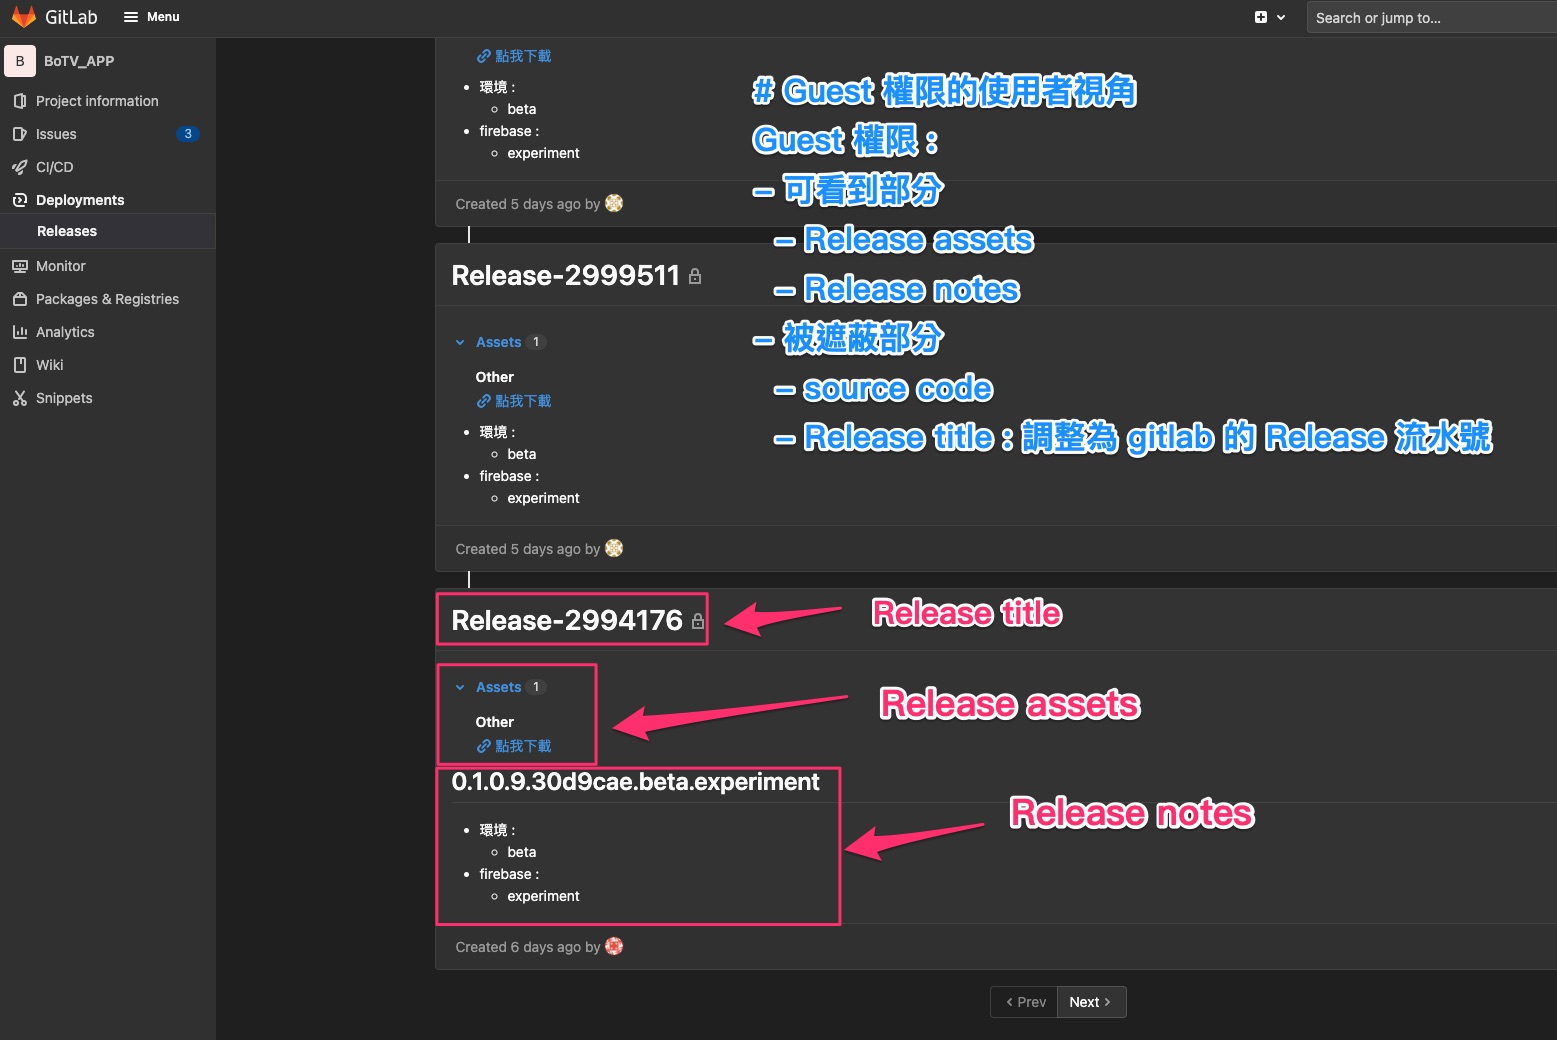 GitLab
Menu
Search or jump to...
B
BoTV_APP
Project information
Issues
3
CI/CD
Deployments
Releases
Monitor
Packages & Registries
Analytics
Wiki
Snippets
點我下載
環境 :
beta
firebase :
experiment
Created 5 days ago by
Release-2999511
Assets 1
Other
點我下載
環境 :
beta
firebase :
experiment
Created 5 days ago by
Release-2994176
Assets 1
Other
點我下載
0.1.0.9.30d9cae.beta.experiment
環境 :
beta
firebase :
experiment
Created 6 days ago by
Prev
Next
# Guest 權限的使用者視角
Guest 權限：
– 可看到部分
– Release assets
– Release notes
– 被遮蔽部分
– source code
– Release title : 調整為 gitlab 的 Release 流水號
Release title
Release assets
Release notes